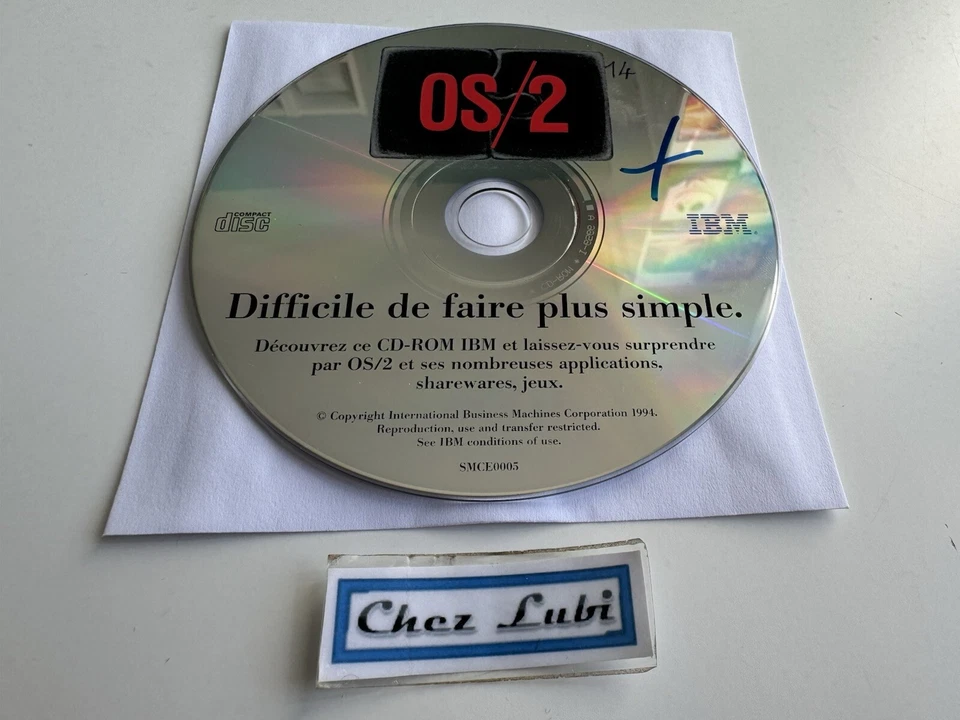 14
OS/2
COMPACT
disc
IBM
Difficile de faire plus simple.
Découvrez ce CD-ROM IBM et laissez-vous surprendre
par OS/2 et ses nombreuses applications,
sharewares, jeux.
© Copyright International Business Machines Corporation 1994.
Reproduction, use and transfer restricted.
See IBM conditions of use.
SMCE0005
Chez Lubi